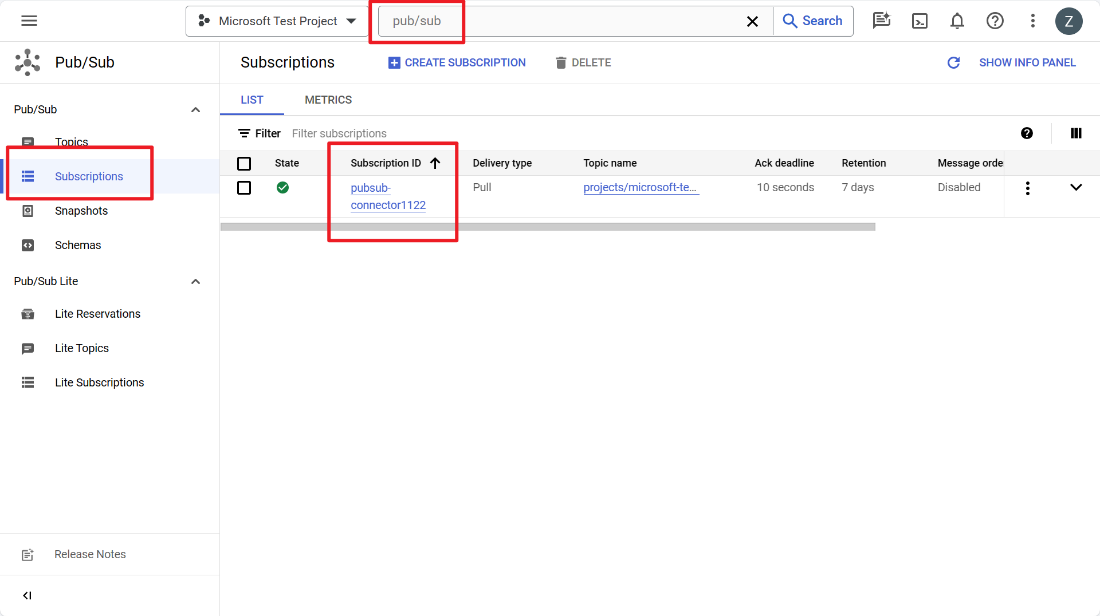 Microsoft Test Project
pub/sub
Search
Z
Pub/Sub
Subscriptions
CREATE SUBSCRIPTION
DELETE
SHOW INFO PANEL
Pub/Sub
Topics
Subscriptions
Snapshots
Schemas
Pub/Sub Lite
Lite Reservations
Lite Topics
Lite Subscriptions
Release Notes
LIST METRICS
Filter Filter subscriptions
State Subscription ID Delivery type Topic name Ack deadline Retention Message orde
pubsub- Pull projects/microsoft-te... 10 seconds 7 days Disabled
connector1122